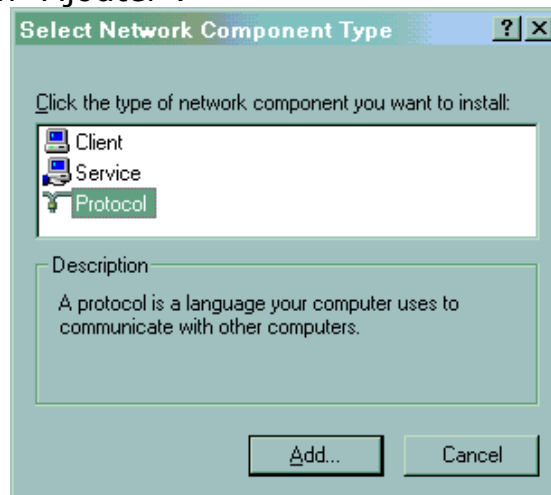 Select Network Component Type
Click the type of network component you want to install:
Client
Service
Protocol
Description
A protocol is a language your computer uses to
communicate with other computers.
Add... Cancel